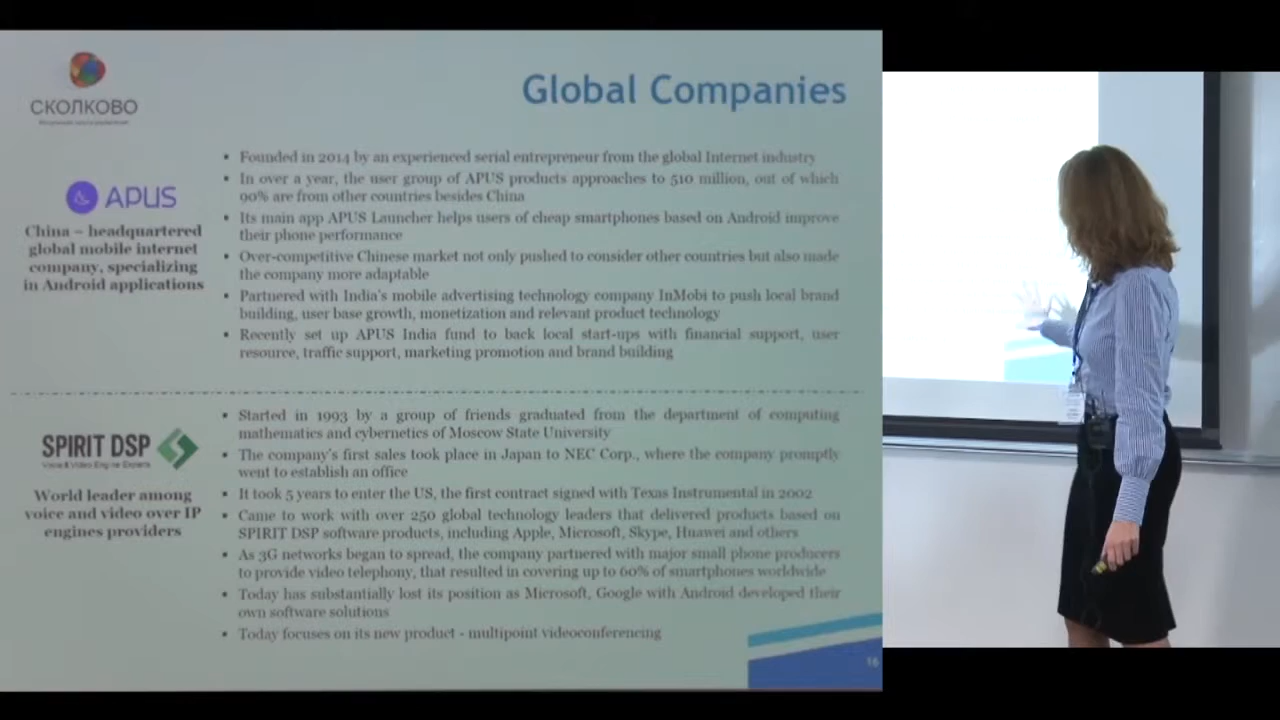 Global Companies
СКОЛКОВО
APUS
China – headquartered
global mobile internet
company, specializing
in Android applications
• Founded in 2014 by an experienced serial entrepreneur from the global Internet industry
• In over a year, the user group of APUS products approaches to 510 million, out of which
90% are from other countries besides China
• Its main app APUS Launcher helps users of cheap smartphones based on Android improve
their phone performance
• Over-competitive Chinese market not only pushed to consider other countries but also made
the company more adaptable
• Partnered with India's mobile advertising technology company InMobi to push local brand
building, user base growth, monetization and relevant product technology
• Recently set up APUS India fund to back local start-ups with financial support, user
resource, traffic support, marketing promotion and brand building
SPIRIT DSP
Voice & Video Engine Experts
World leader among
voice and video over IP
engines providers
• Started in 1993 by a group of friends graduated from the department of computing
mathematics and cybernetics of Moscow State University
• The company's first sales took place in Japan to NEC Corp., where the company promptly
went to establish an office
• It took 5 years to enter the US, the first contract signed with Texas Instrumental in 2002
• Came to work with over 250 global technology leaders that delivered products based on
SPIRIT DSP software products, including Apple, Microsoft, Skype, Huawei and others
• As 3G networks began to spread, the company partnered with major small phone producers
to provide video telephony, that resulted in covering up to 60% of smartphones worldwide
• Today has substantially lost its position as Microsoft, Google with Android developed their
own software solutions
• Today focuses on its new product - multipoint videoconferencing
16